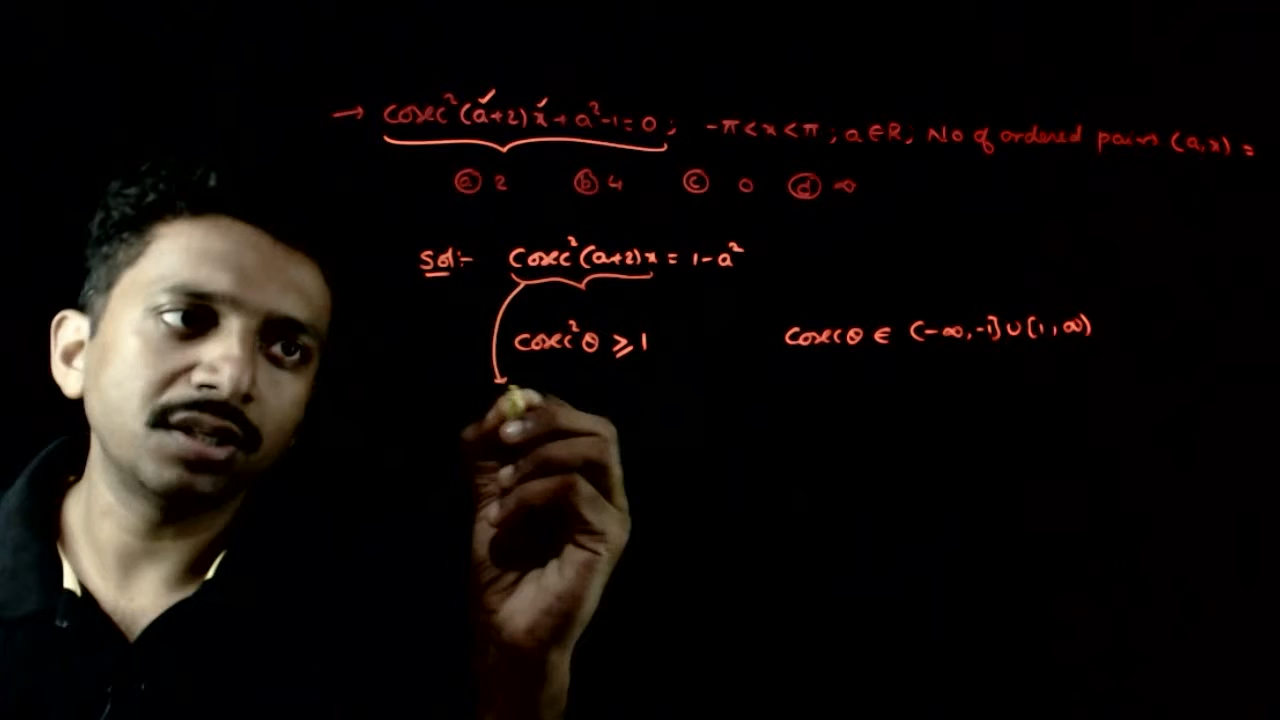 → cosec²(a+2)x + a²-1=0 ; -π<x<π ; a∈R ; No of ordered pairs (a,x) =
ⓐ 2 ⓑ 4 ⓒ 0 ⓓ ∞
Sol:- cosec²(a+2)x = 1-a²
cosec²θ ≥ 1 cosecθ ∈ (-∞,-1]∪[1,∞)